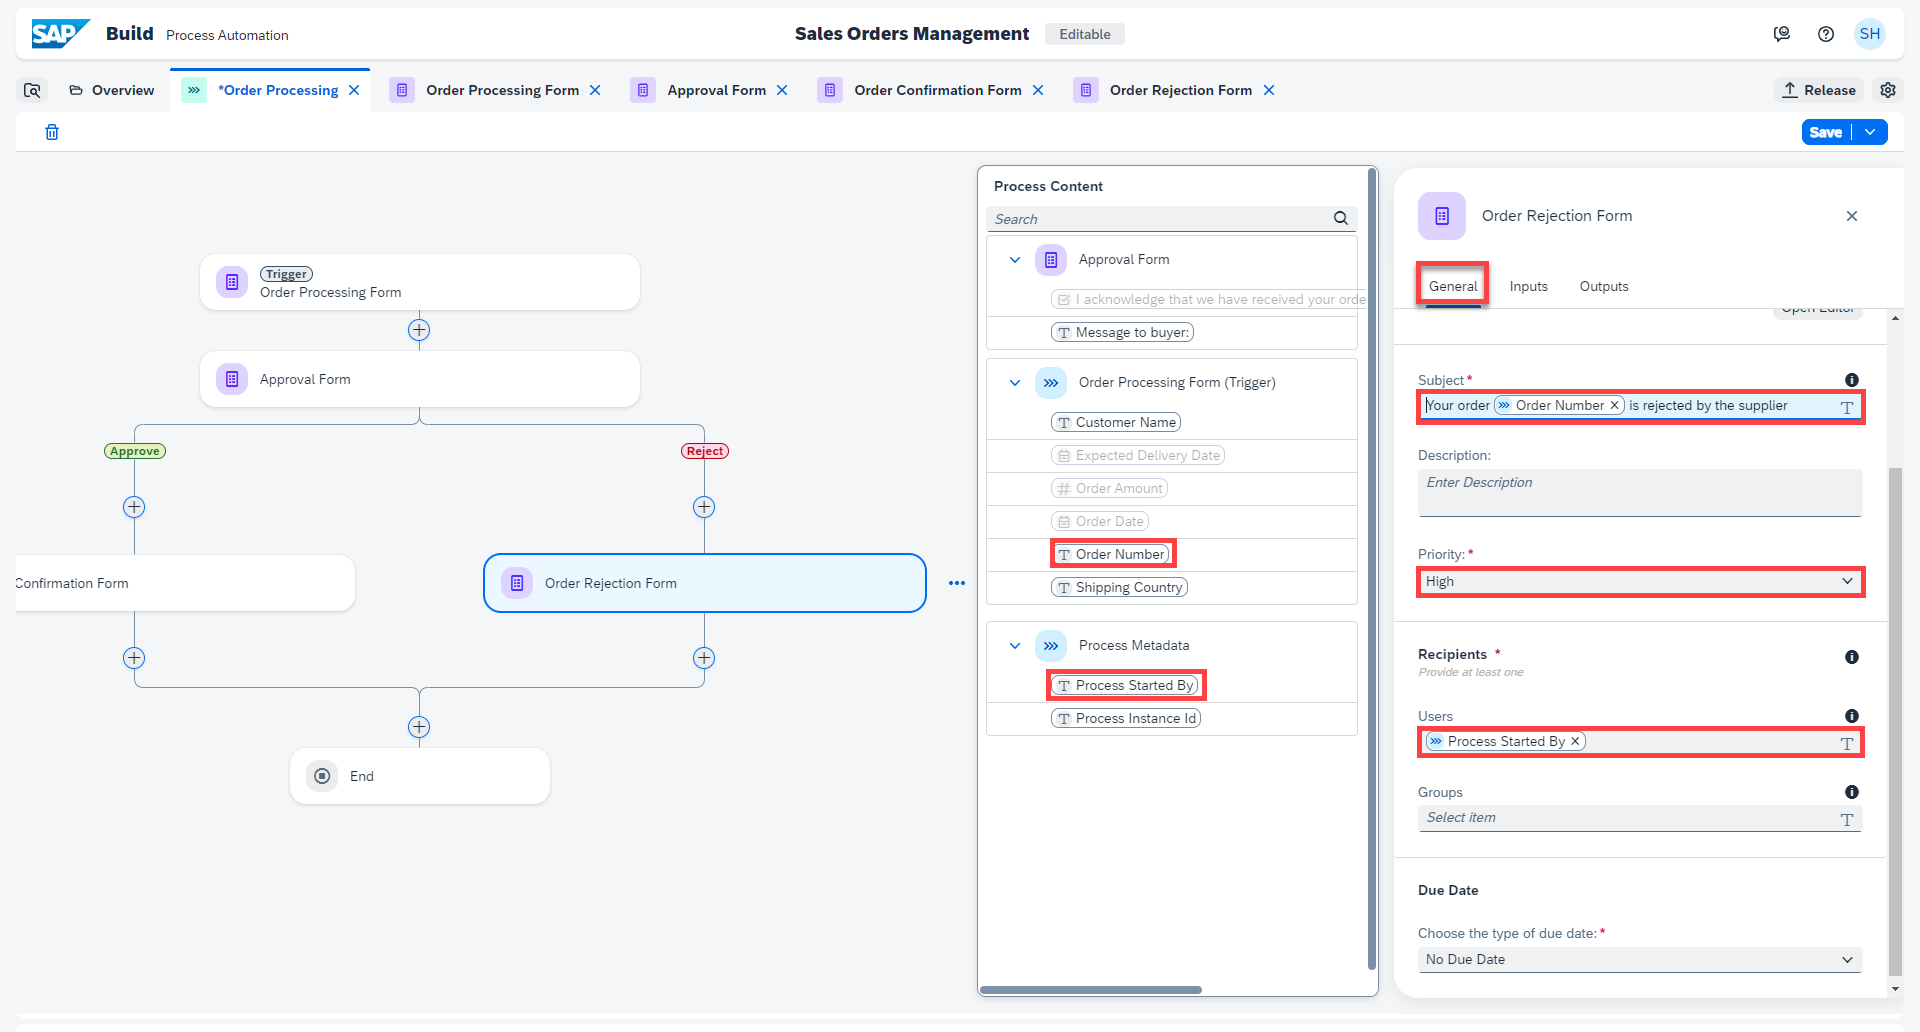 SAP Build Process Automation
Sales Orders Management Editable
SH
Overview
*Order Processing
Order Processing Form
Approval Form
Order Confirmation Form
Order Rejection Form
Release
Save
Trigger
Order Processing Form
Approval Form
Approve
Reject
Confirmation Form
Order Rejection Form
End
Process Content
Search
Approval Form
I acknowledge that we have received your orde
Message to buyer:
Order Processing Form (Trigger)
Customer Name
Expected Delivery Date
Order Amount
Order Date
Order Number
Shipping Country
Process Metadata
Process Started By
Process Instance Id
Order Rejection Form
General Inputs Outputs
Open Editor
Subject*
Your order Order Number is rejected by the supplier
Description:
Enter Description
Priority:*
High
Recipients *
Provide at least one
Users
Process Started By
Groups
Select item
Due Date
Choose the type of due date:*
No Due Date